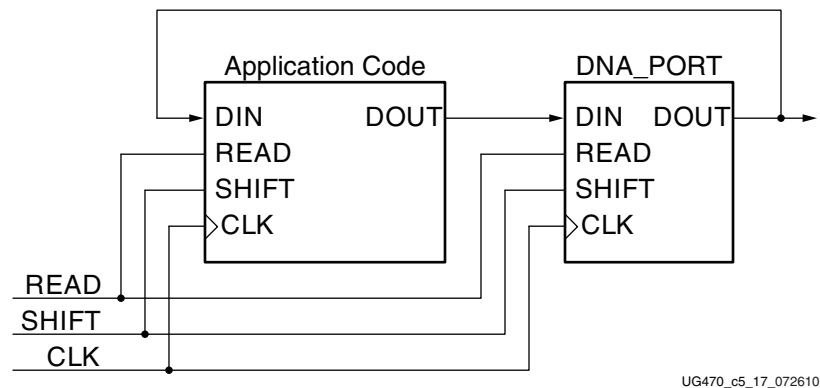 Application Code DNA_PORT
DIN DOUT DIN DOUT
READ READ
SHIFT SHIFT
CLK CLK
READ
SHIFT
CLK
UG470_c5_17_072610